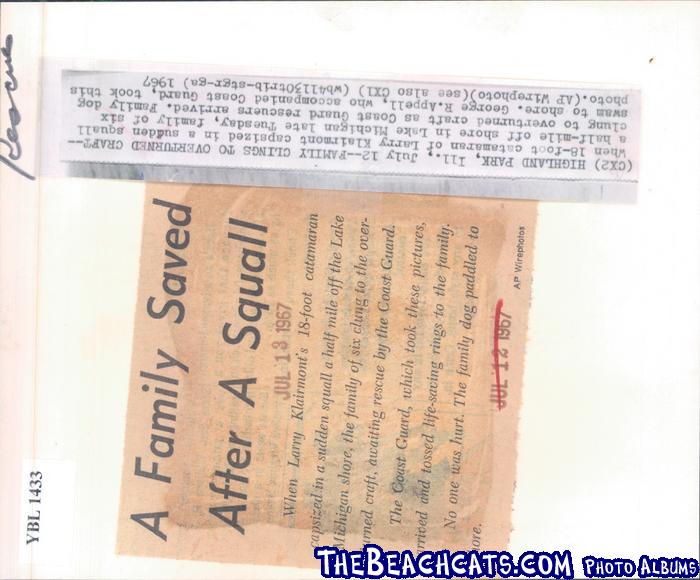 Rescue
(CX2) HIGHLAND PARK, Ill., July 12--FAMILY CLINGS TO OVERTURNED CRAFT--
When 18-foot catamaran of Larry Klairmont capsized in a sudden squall
a half-mile off shore in Lake Michigan late Tuesday, family of six
clung to overturned craft as Coast Guard rescuers arrived. Family dog
swam to shore. George R.Appell, who accompanied Coast Guard, took this
photo.(AP Wirephoto)(see also CX1) (wb41130trib-stgr-ga) 1967
A Family Saved
After A Squall
JUL 13 1967
When Larry Klairmont's 18-foot catamaran
capsized in a sudden squall a half mile off the Lake
Michigan shore, the family of six clung to the over-
urned craft, awaiting rescue by the Coast Guard.
The Coast Guard, which took these pictures,
rrived and tossed life-saving rings to the family.
No one was hurt. The family dog paddled to
ore.
JUL 12 1967
AP Wirephotos
YBL 1433
THEBEACHCATS.COM PHOTO ALBUMS